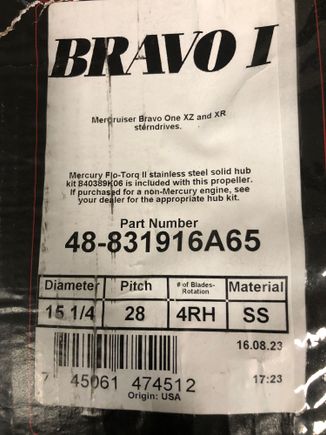 BRAVO I
Mercruiser Bravo One XZ and XR
sterndrives.
Mercury Flo-Torq II stainless steel solid hub
kit 840389K06 is included with this propeller.
If purchased for a non-Mercury engine, see
your dealer for the appropriate hub kit.
Part Number
48-831916A65
Diameter Pitch # of Blades-Rotation Material
15 1/4 28 4RH SS
16.08.23
7 45061 474512 17:23
Origin: USA